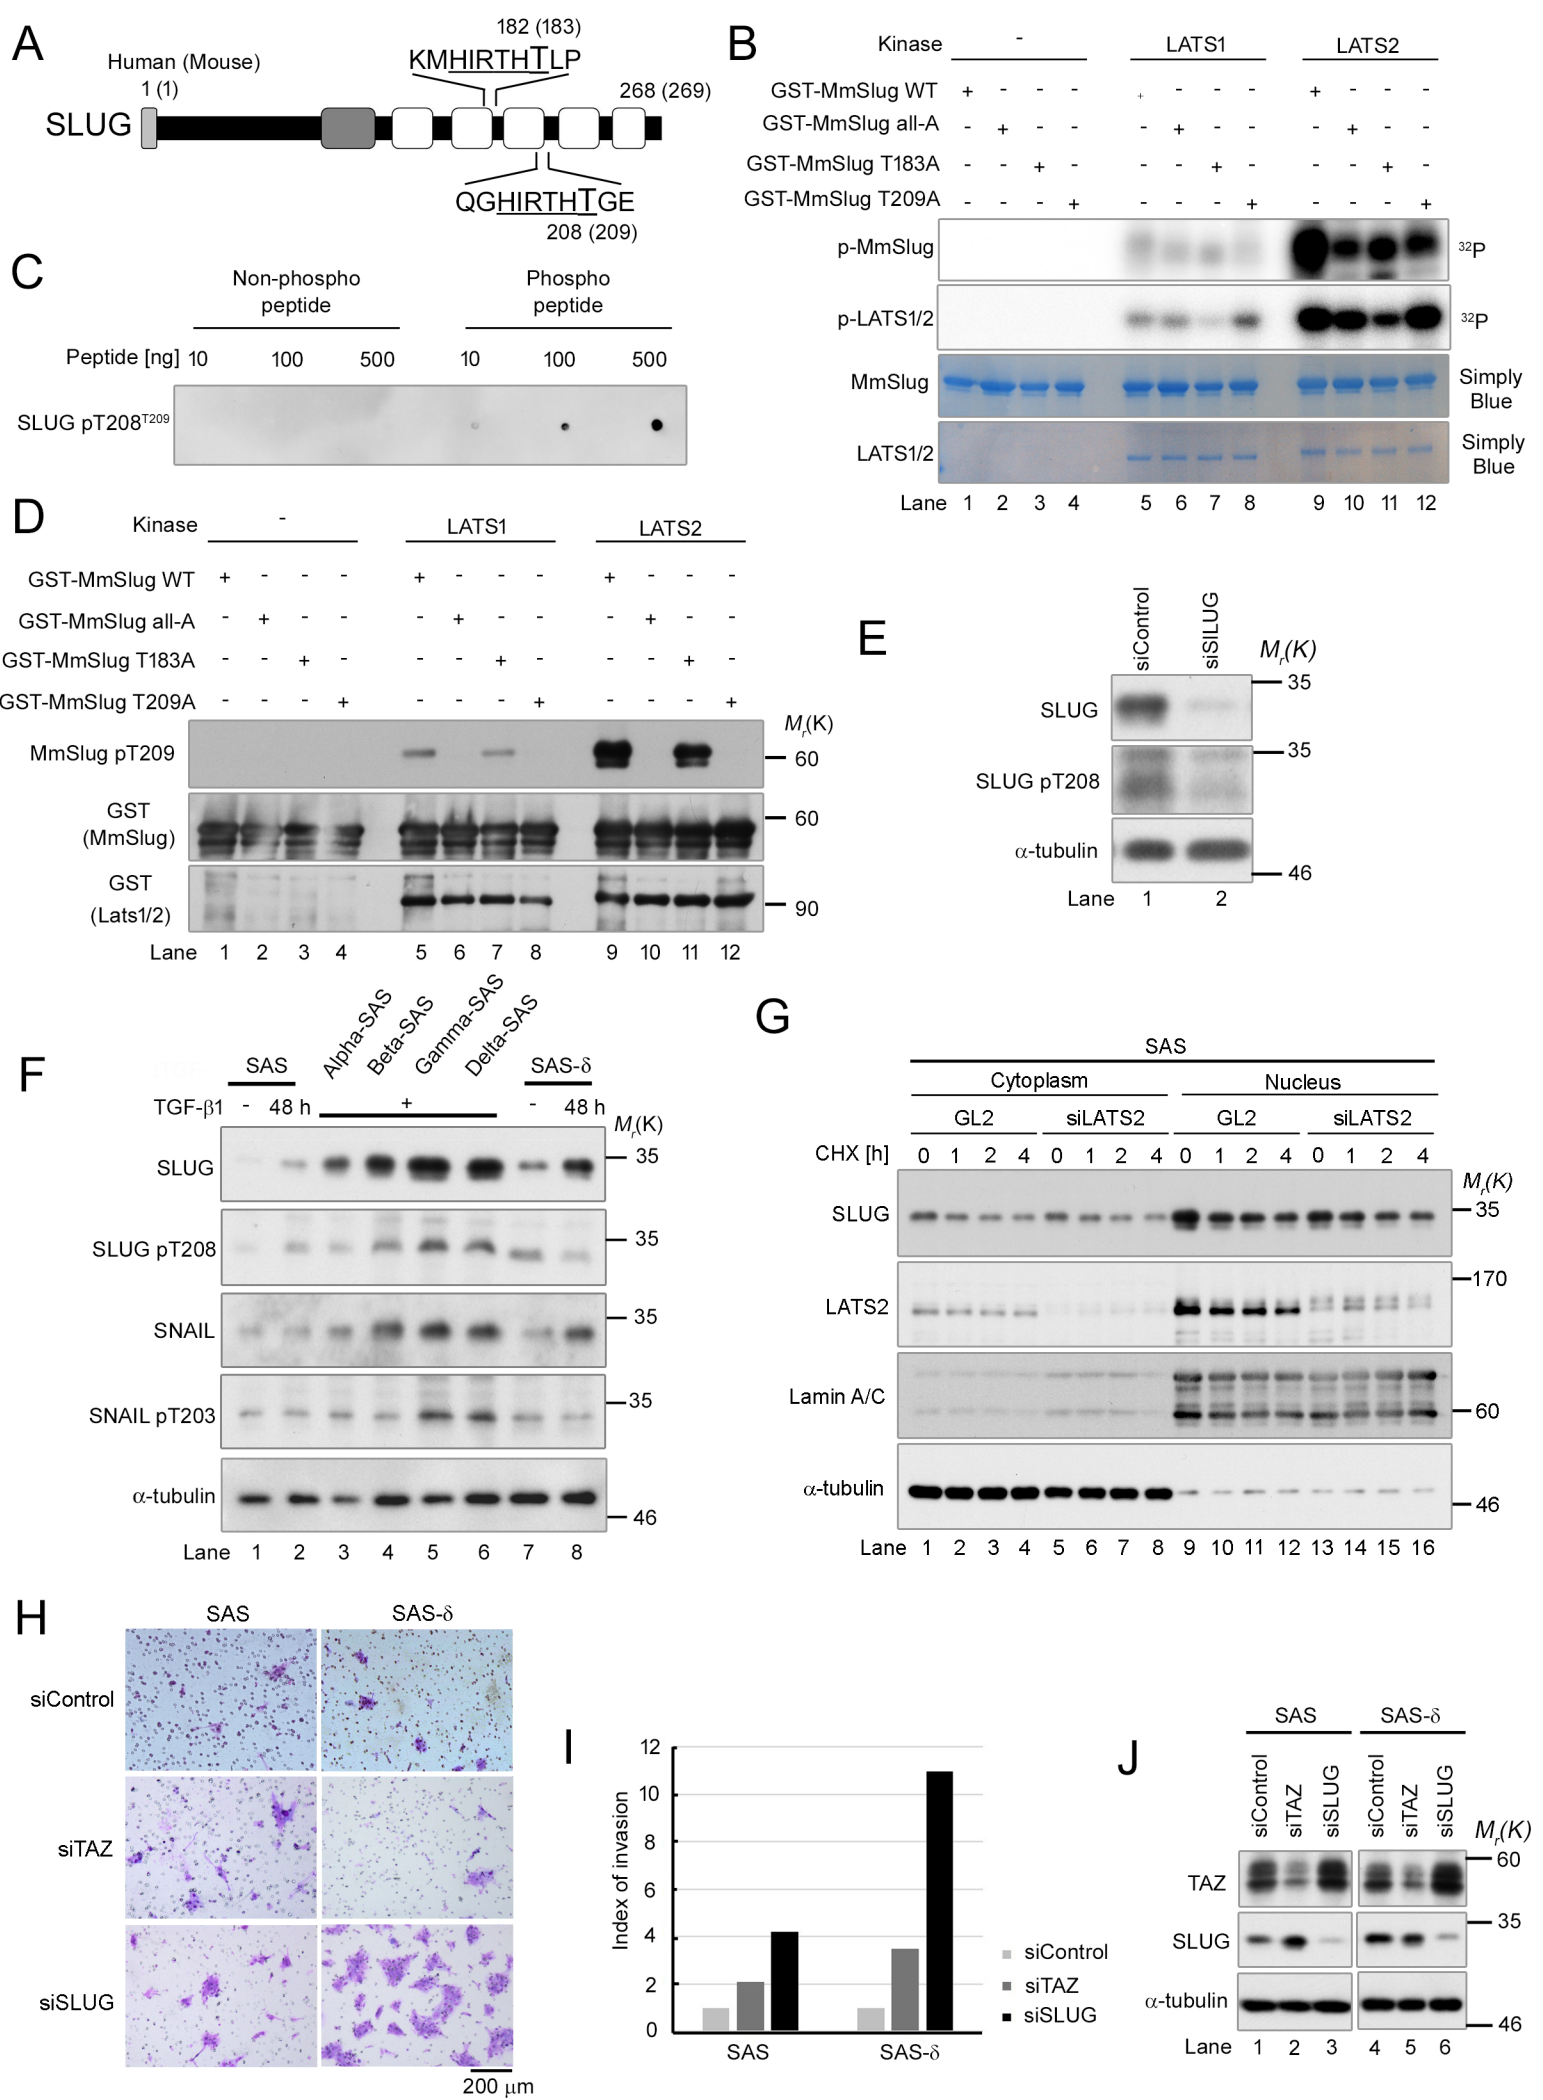 A
182 (183)
Human (Mouse)
KMHIRTHTLP
1 (1)
268 (269)
SLUG
QGHIRTHTGE
208 (209)
B
Kinase - LATS1 LATS2
GST-MmSlug WT + - - - + - - - + - - -
GST-MmSlug all-A - + - - - + - - - + - -
GST-MmSlug T183A - - + - - - + - - - + -
GST-MmSlug T209A - - - + - - - + - - - +
p-MmSlug 32P
p-LATS1/2 32P
MmSlug Simply Blue
LATS1/2 Simply Blue
Lane 1 2 3 4 5 6 7 8 9 10 11 12
C
Non-phospho peptide Phospho peptide
Peptide [ng] 10 100 500 10 100 500
SLUG pT208T209
D
Kinase - LATS1 LATS2
GST-MmSlug WT + - - - + - - - + - - -
GST-MmSlug all-A - + - - - + - - - + - -
GST-MmSlug T183A - - + - - - + - - - + -
GST-MmSlug T209A - - - + - - - + - - - +
Mr(K)
MmSlug pT209 60
GST (MmSlug) 60
GST (Lats1/2) 90
Lane 1 2 3 4 5 6 7 8 9 10 11 12
E
siControl siSILUG
Mr(K)
35
SLUG
35
SLUG pT208
α-tubulin
46
Lane 1 2
F
SAS Alpha-SAS Beta-SAS Gamma-SAS Delta-SAS SAS-δ
TGF-β1 - 48 h + - 48 h
Mr(K)
SLUG 35
SLUG pT208 35
SNAIL 35
SNAIL pT203 35
α-tubulin
46
Lane 1 2 3 4 5 6 7 8
G
SAS
Cytoplasm Nucleus
GL2 siLATS2 GL2 siLATS2
CHX [h] 0 1 2 4 0 1 2 4 0 1 2 4 0 1 2 4
Mr(K)
SLUG 35
170
LATS2
Lamin A/C
60
α-tubulin
46
Lane 1 2 3 4 5 6 7 8 9 10 11 12 13 14 15 16
H
SAS SAS-δ
siControl
siTAZ
siSLUG
200 µm
I
Index of invasion
12
10
8
6
4
2
0
SAS SAS-δ
siControl
siTAZ
siSLUG
J
SAS SAS-δ
siControl siTAZ siSLUG siControl siTAZ siSLUG
Mr(K)
60
TAZ
35
SLUG
α-tubulin
46
Lane 1 2 3 4 5 6